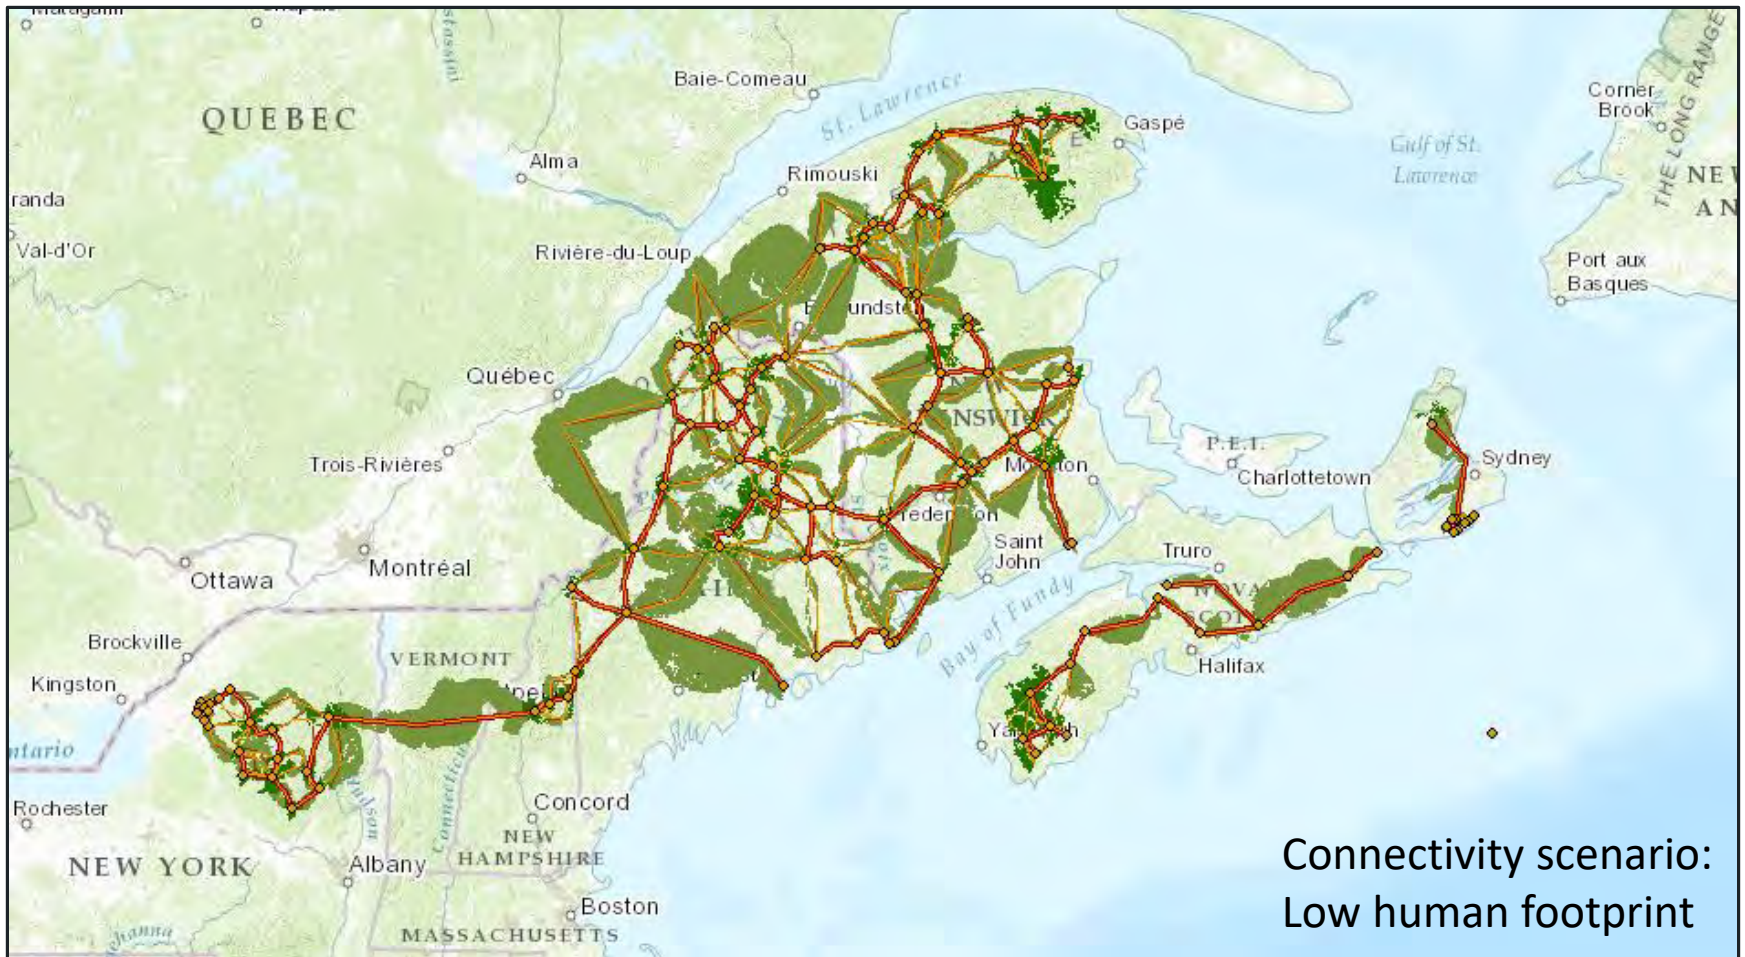 QUEBEC
Baie-Comeau
St. Lawrence
Gaspé
Corner
Brook
THE LONG RANGE
Gulf of St.
Lawrence
Alma
Rimouski
randa
Val-d'Or
Rivière-du-Loup
Port aux
Basques
Québec
Trois-Rivières
P.E.I.
Charlottetown
Sydney
Saint
John
Truro
Ottawa
Montréal
Bay of Fundy
Halifax
Brockville
VERMONT
Kingston
ntario
Hudson
Rochester
Concord
NEW
HAMPSHIRE
NEW YORK
Albany
Boston
MASSACHUSETTS
Connectivity scenario:
Low human footprint